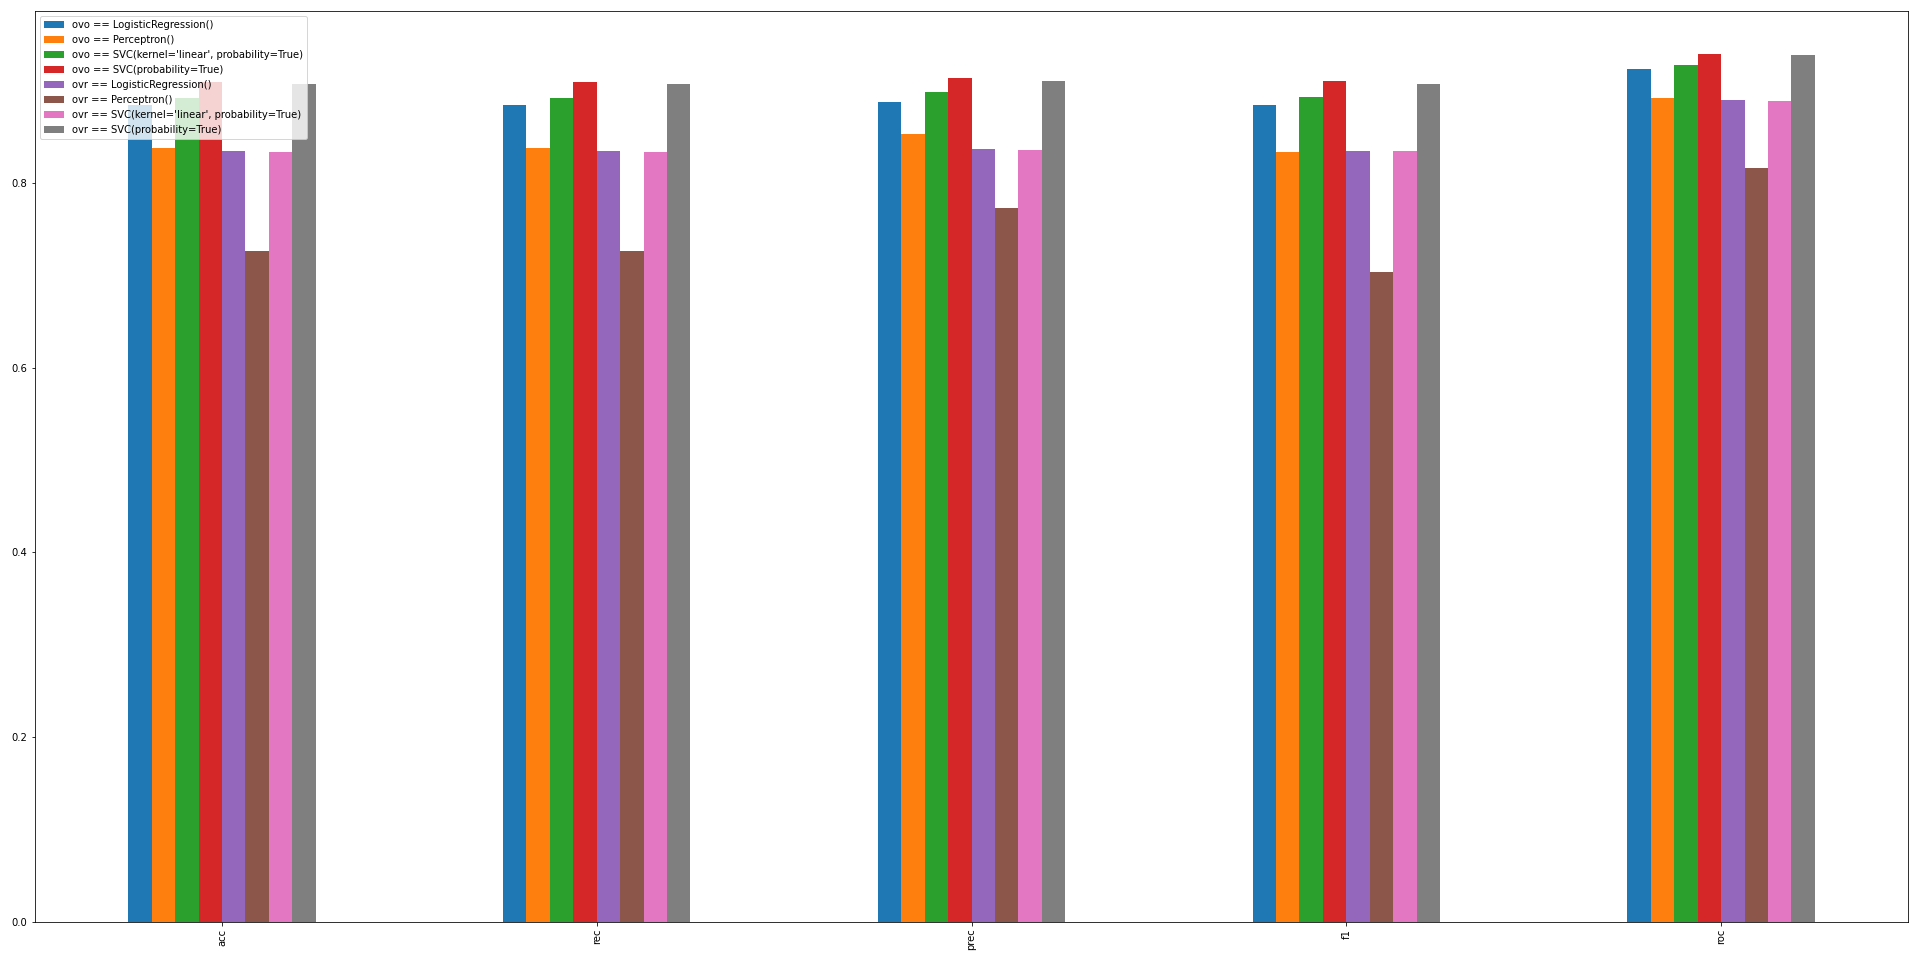 ovo == LogisticRegression()
ovo == Perceptron()
ovo == SVC(kernel='linear', probability=True)
ovo == SVC(probability=True)
ovr == LogisticRegression()
ovr == Perceptron()
ovr == SVC(kernel='linear', probability=True)
ovr == SVC(probability=True)
0.8
0.6
0.4
0.2
0.0
acc
rec
prec
f1
roc